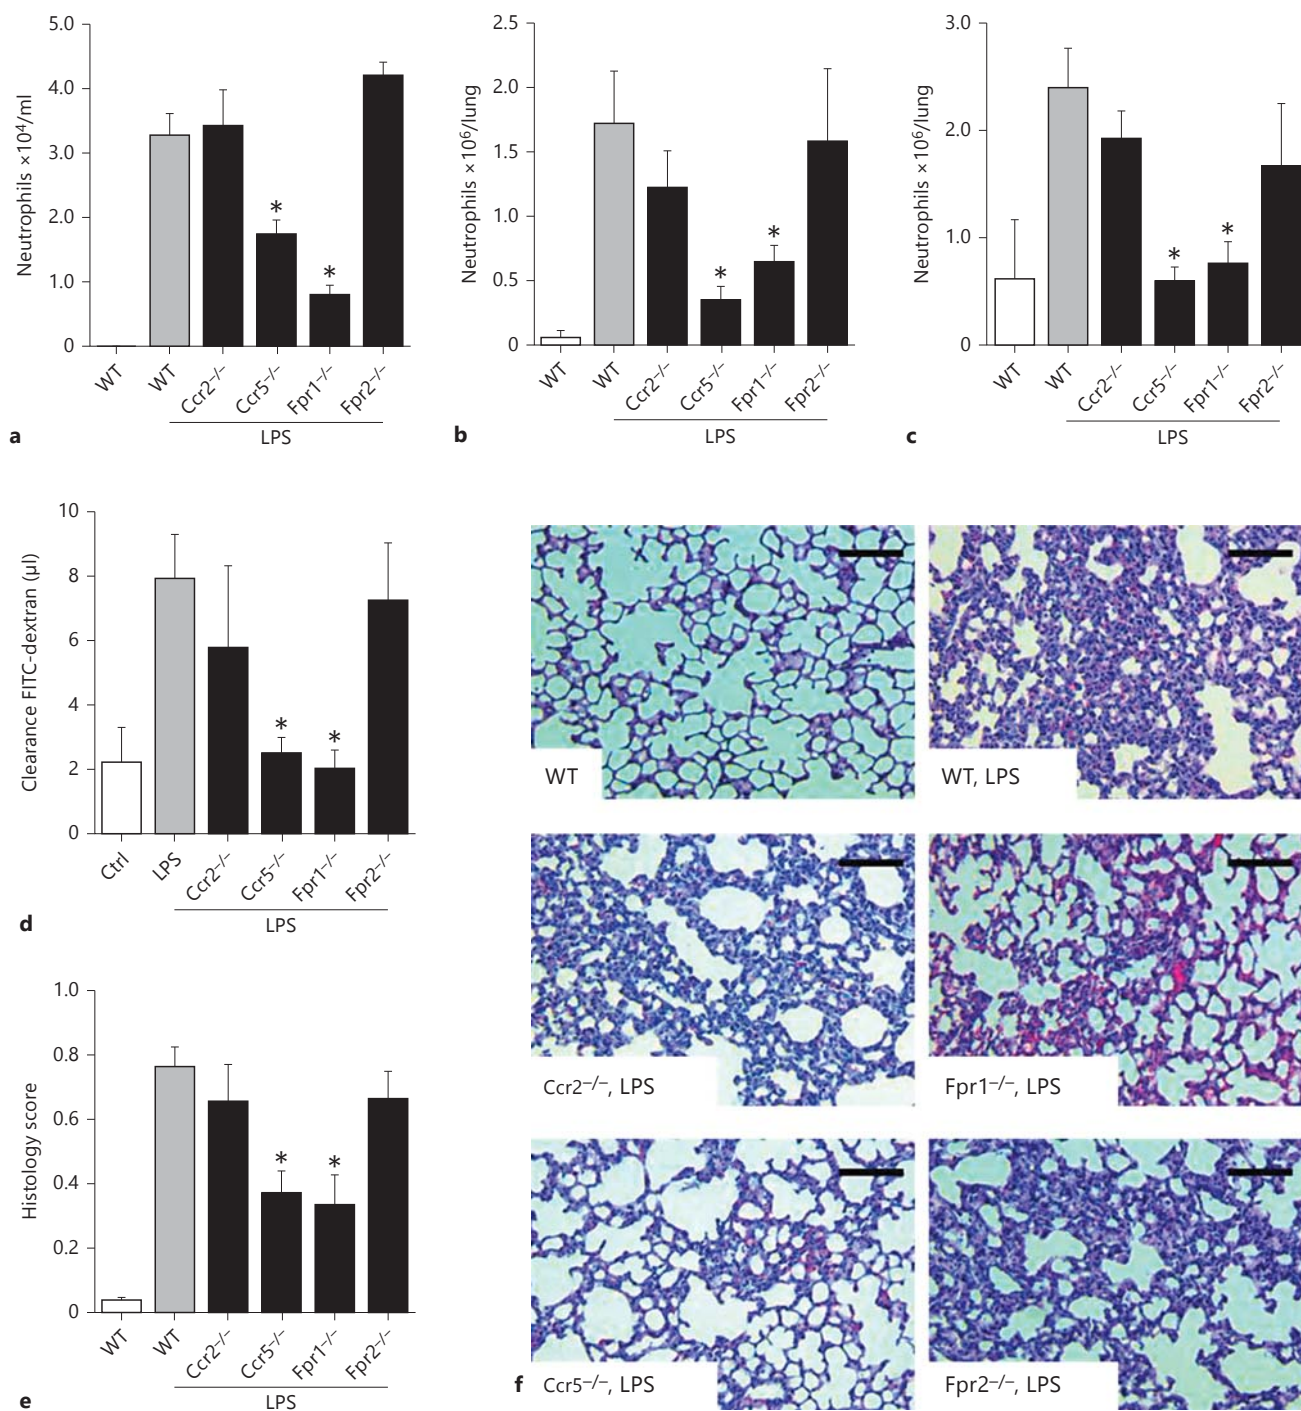 Neutrophils ×10⁴/ml
5.0
4.0
3.0
2.0
1.0
0
WT
WT
Ccr2⁻/⁻
Ccr5⁻/⁻
Fpr1⁻/⁻
Fpr2⁻/⁻
*
*
LPS
a
Neutrophils ×10⁶/lung
2.5
2.0
1.5
1.0
0.5
0
WT
WT
Ccr2⁻/⁻
Ccr5⁻/⁻
Fpr1⁻/⁻
Fpr2⁻/⁻
*
*
LPS
b
Neutrophils ×10⁶/lung
3.0
2.0
1.0
0
WT
WT
Ccr2⁻/⁻
Ccr5⁻/⁻
Fpr1⁻/⁻
Fpr2⁻/⁻
*
*
LPS
c
Clearance FITC-dextran (µl)
10
8
6
4
2
0
Ctrl
LPS
Ccr2⁻/⁻
Ccr5⁻/⁻
Fpr1⁻/⁻
Fpr2⁻/⁻
*
*
LPS
d
Histology score
1.0
0.8
0.6
0.4
0.2
0
WT
WT
Ccr2⁻/⁻
Ccr5⁻/⁻
Fpr1⁻/⁻
Fpr2⁻/⁻
*
*
LPS
e
WT
WT, LPS
Ccr2⁻/⁻, LPS
Fpr1⁻/⁻, LPS
f
Ccr5⁻/⁻, LPS
Fpr2⁻/⁻, LPS